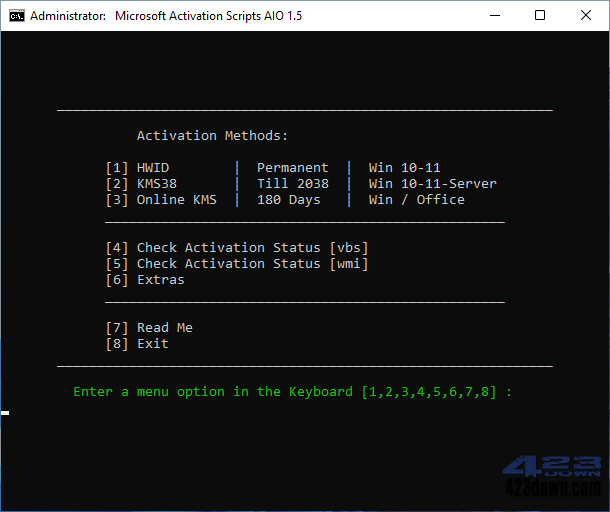 Administrator: Microsoft Activation Scripts AIO 1.5
Activation Methods:
[1] HWID | Permanent | Win 10-11
[2] KMS38 | Till 2038 | Win 10-11-Server
[3] Online KMS | 180 Days | Win / Office
[4] Check Activation Status [vbs]
[5] Check Activation Status [wmi]
[6] Extras
[7] Read Me
[8] Exit
Enter a menu option in the Keyboard [1,2,3,4,5,6,7,8] :
423
DOWN
423down.com